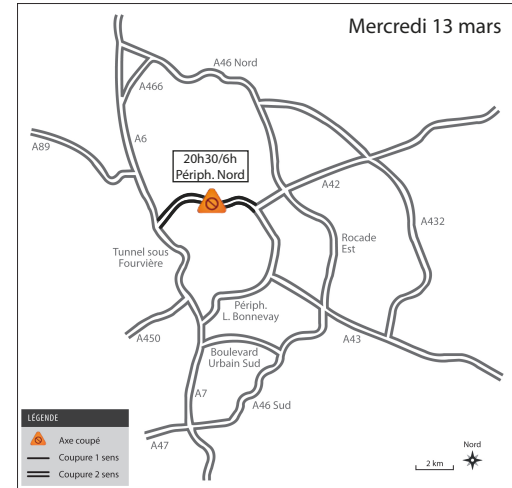 Mercredi 13 mars
A46 Nord
A466
A6
A89
20h30/6h
Périph. Nord
A42
A432
Rocade
Est
Tunnel sous
Fourvière
Périph.
L. Bonnevay
A450
Boulevard
Urbain Sud
A43
A7
A46 Sud
A47
LÉGENDE
Axe coupé
Coupure 1 sens
Coupure 2 sens
2 km
Nord